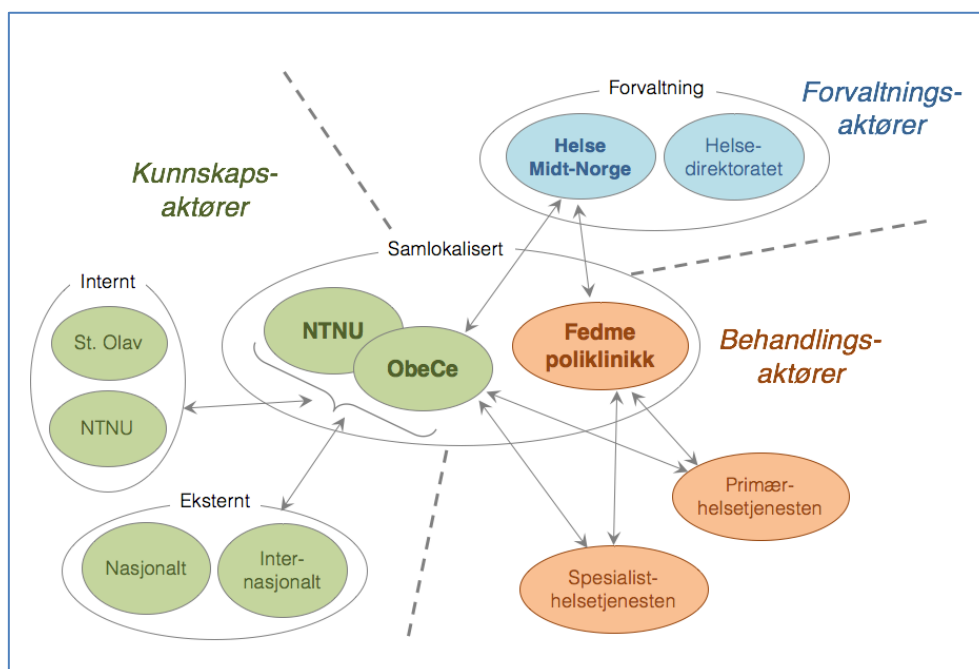 Forvaltning
Forvaltnings-
aktører
Helse
Midt-Norge
Helse-
direktoratet
Kunnskaps-
aktører
Samlokalisert
Internt
St. Olav
NTNU
NTNU
ObeCe
Fedme
poliklinikk
Behandlings-
aktører
Eksternt
Nasjonalt
Inter-
nasjonalt
Primær-
helsetjenesten
Spesialist-
helsetjenesten